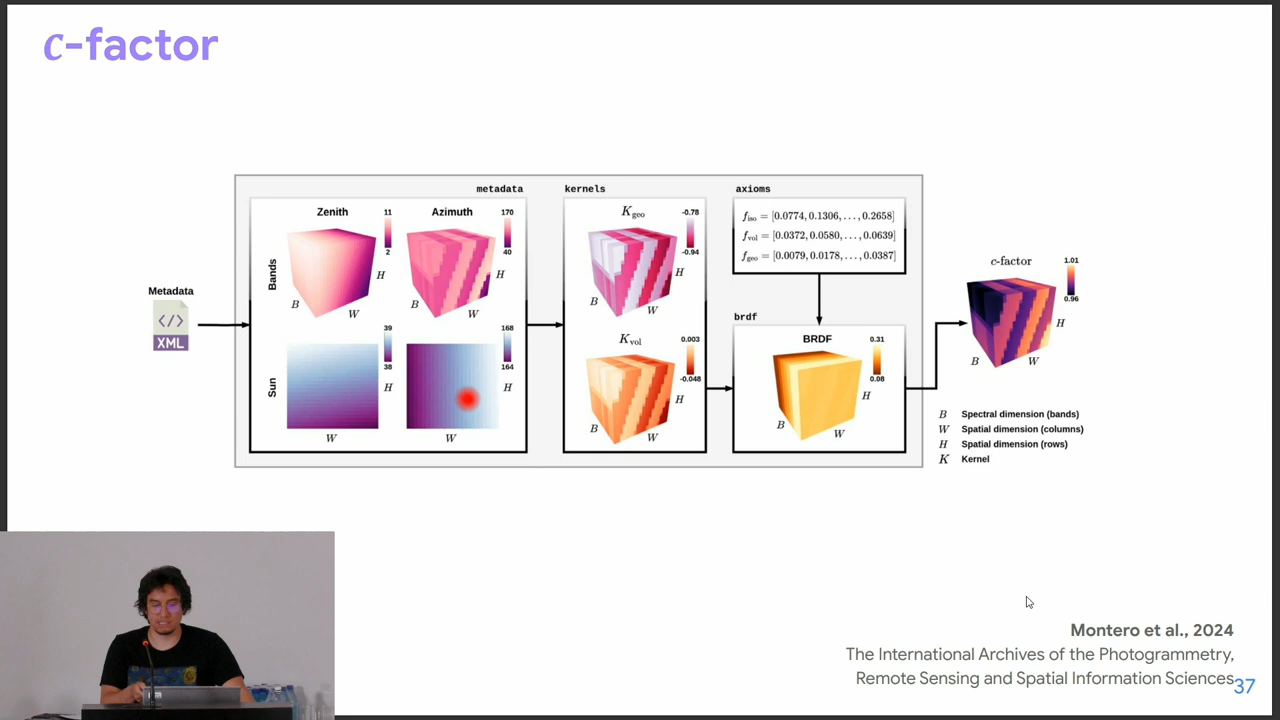 c-factor
metadata
kernels
axioms
Zenith
Azimuth
11
2
170
40
Bands
B
W
H
B
W
H
39
38
168
164
Sun
W
H
W
H
Metadata
</>
XML
K_geo
-0.78
-0.94
B
W
H
K_vol
0.003
-0.048
B
W
H
f_iso = [0.0774, 0.1306, ..., 0.2658]
f_vol = [0.0372, 0.0580, ..., 0.0639]
f_geo = [0.0079, 0.0178, ..., 0.0387]
brdf
BRDF
0.31
0.08
B
W
H
c-factor
1.01
0.96
B
W
H
B Spectral dimension (bands)
W Spatial dimension (columns)
H Spatial dimension (rows)
K Kernel
Montero et al., 2024
The International Archives of the Photogrammetry,
Remote Sensing and Spatial Information Sciences
37